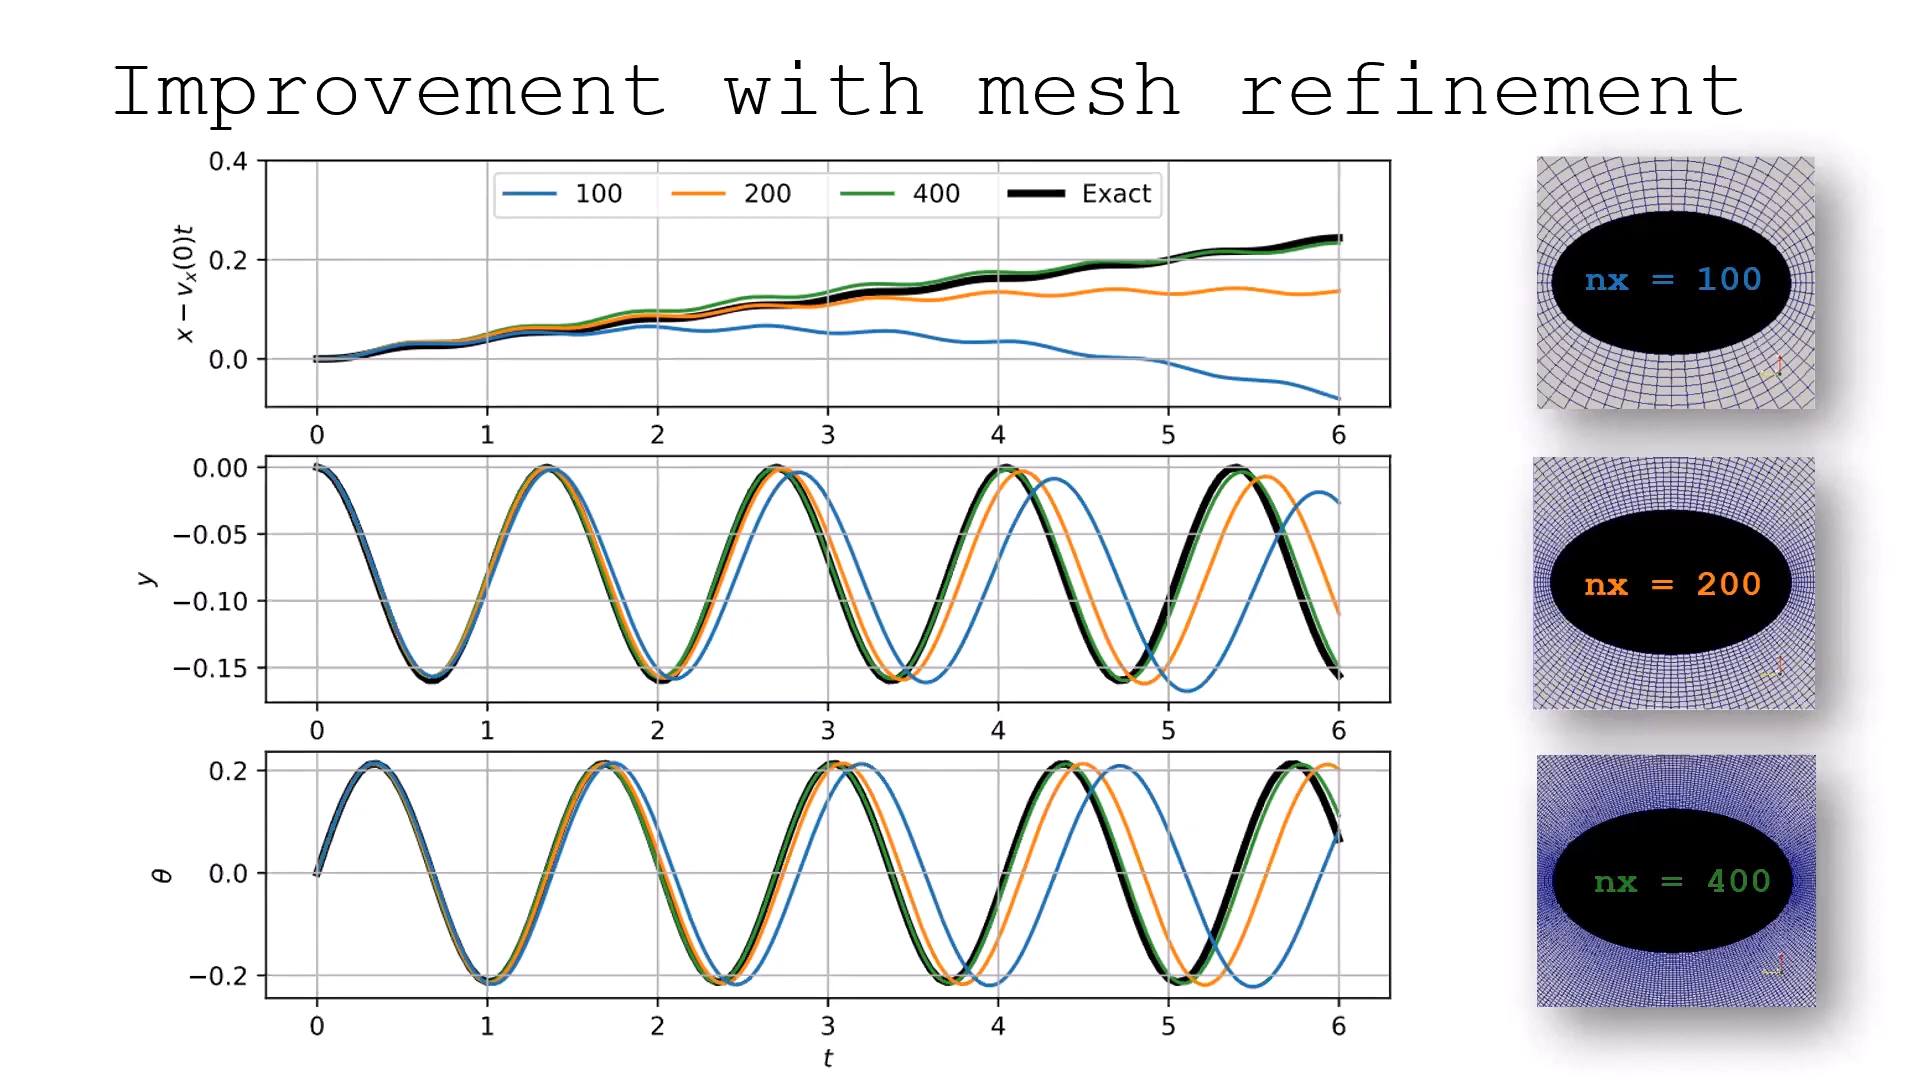 Improvement with mesh refinement
0.4
0.2
0.0
x − vₓ(0)t
100 200 400 Exact
0 1 2 3 4 5 6
0.00
−0.05
−0.10
−0.15
y
0 1 2 3 4 5 6
0.2
0.0
−0.2
θ
0 1 2 3 4 5 6
t
nx = 100
nx = 200
nx = 400